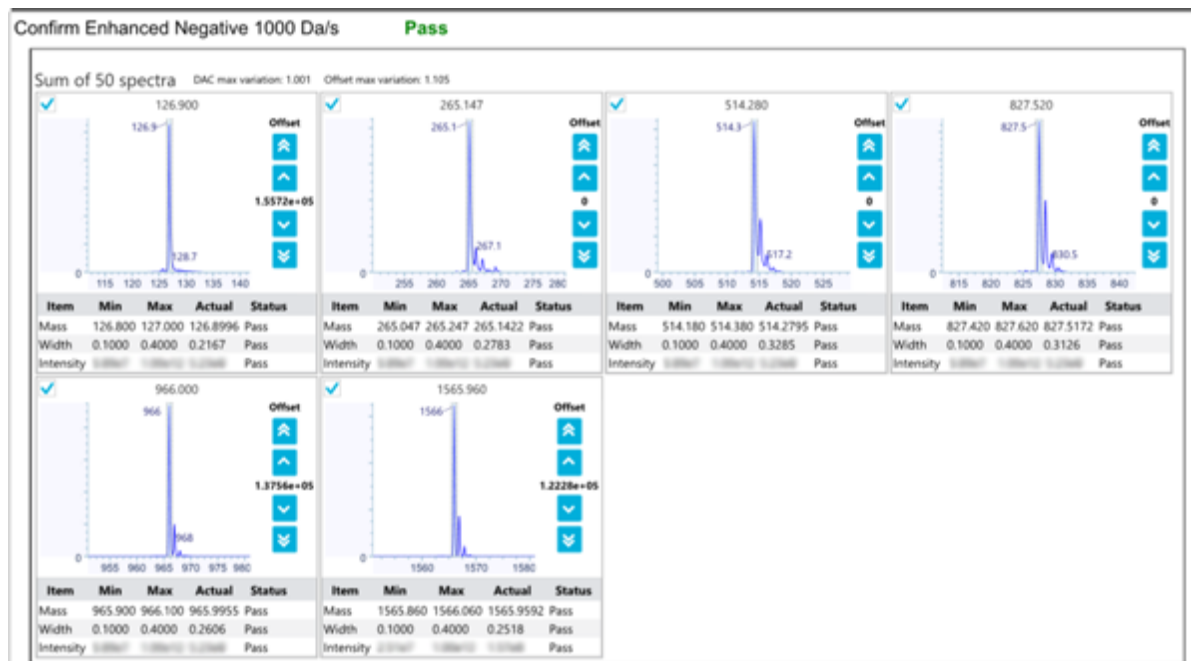 Confirm Enhanced Negative 1000 Da/s Pass
Sum of 50 spectra DAC max variation: 1.001 Offset max variation: 1.105
126.900
126.9
128.7
0
115 120 125 130 135 140
Offset
1.5572e+05
Item Min Max Actual Status
Mass 126.800 127.000 126.8996 Pass
Width 0.1000 0.4000 0.2167 Pass
Intensity Pass
265.147
265.1
267.1
0
255 260 265 270 275 280
Offset
0
Item Min Max Actual Status
Mass 265.047 265.247 265.1422 Pass
Width 0.1000 0.4000 0.2783 Pass
Intensity Pass
514.280
514.3
517.2
0
500 505 510 515 520 525
Offset
0
Item Min Max Actual Status
Mass 514.180 514.380 514.2795 Pass
Width 0.1000 0.4000 0.3285 Pass
Intensity Pass
827.520
827.5
830.5
0
815 820 825 830 835 840
Offset
0
Item Min Max Actual Status
Mass 827.420 827.620 827.5172 Pass
Width 0.1000 0.4000 0.3126 Pass
Intensity Pass
966.000
966
968
0
955 960 965 970 975 980
Offset
1.3756e+05
Item Min Max Actual Status
Mass 965.900 966.100 965.9955 Pass
Width 0.1000 0.4000 0.2606 Pass
Intensity Pass
1565.960
1566
0
1560 1570 1580
Offset
1.2228e+05
Item Min Max Actual Status
Mass 1565.860 1566.060 1565.9592 Pass
Width 0.1000 0.4000 0.2518 Pass
Intensity Pass